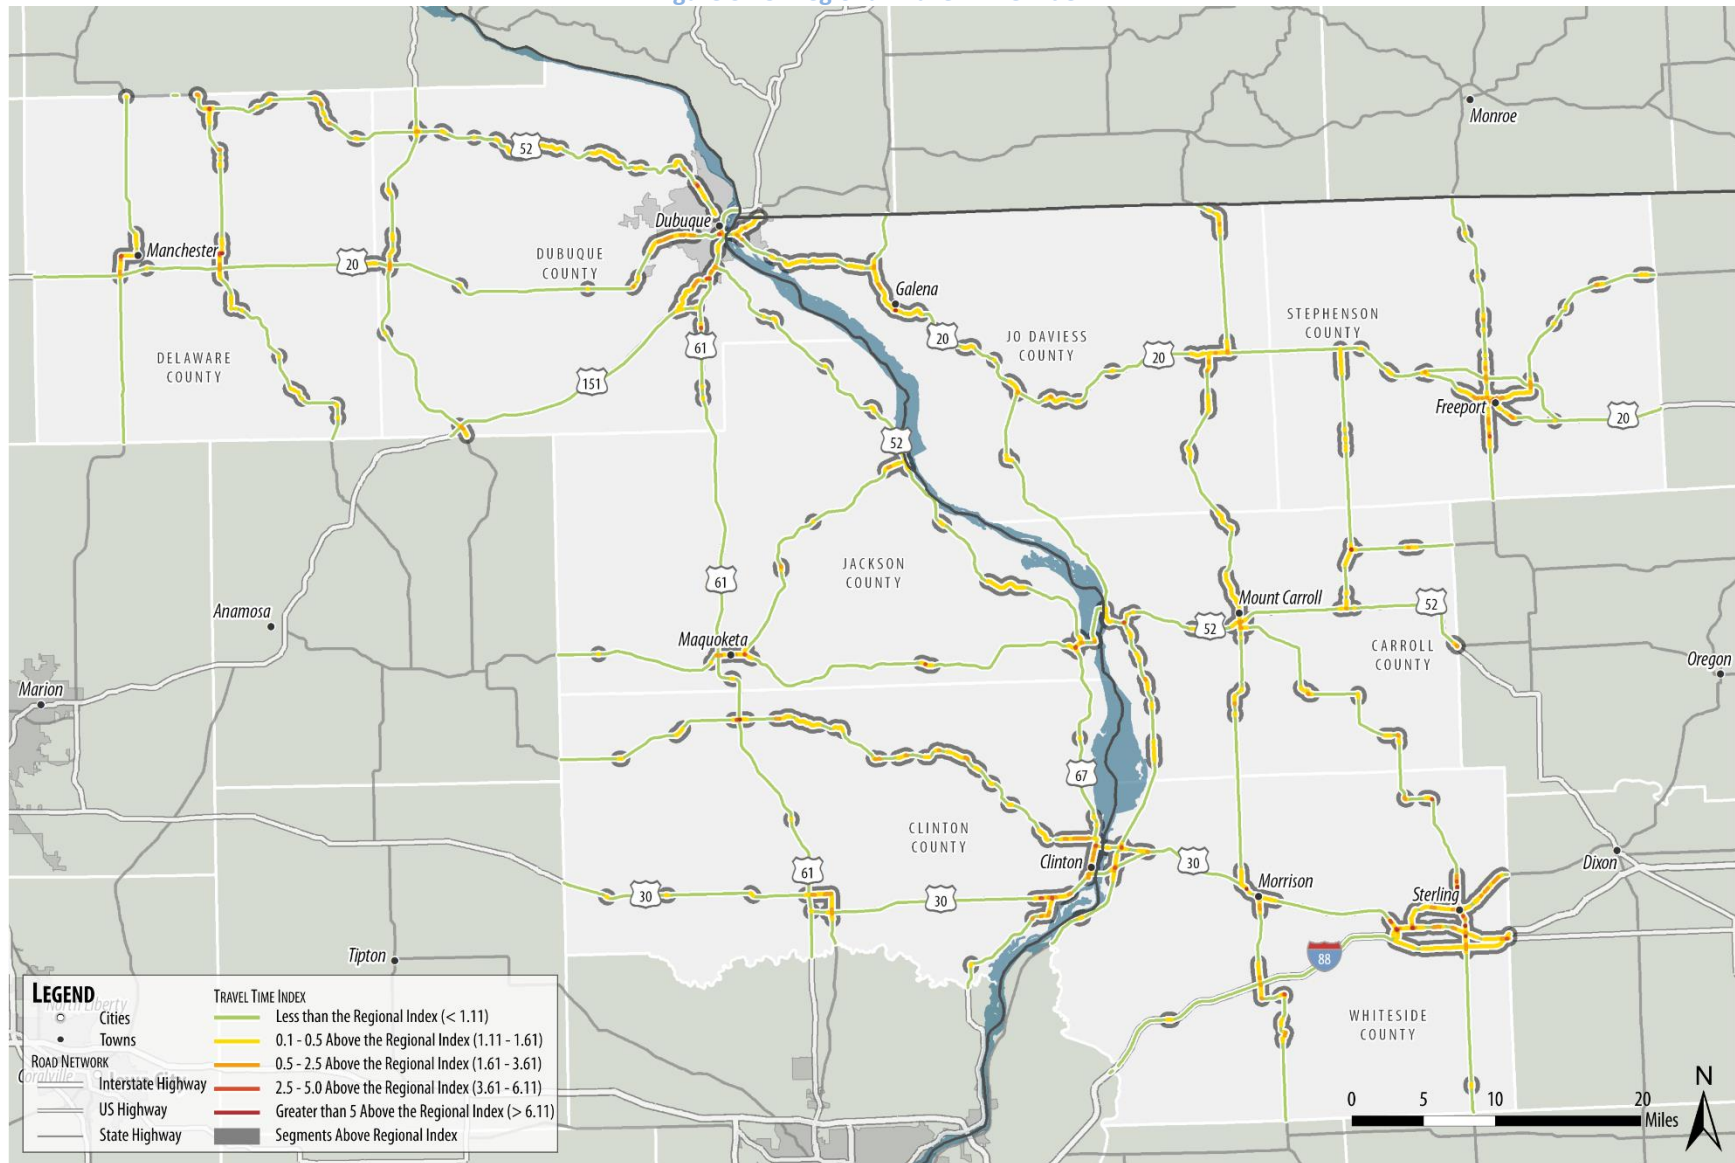 Monroe
52
Dubuque
Manchester
DUBUQUE
COUNTY
20
Galena
STEPHENSON
COUNTY
20
JO DAVIESS
COUNTY
20
61
DELAWARE
COUNTY
151
Freeport
20
52
JACKSON
COUNTY
61
Anamosa
Mount Carroll
52
52
Maquoketa
CARROLL
COUNTY
Oregon
Marion
67
CLINTON
COUNTY
Clinton
30
Dixon
61
30
30
Morrison
Sterling
Tipton
88
WHITESIDE
COUNTY
LEGEND
Cities
Towns
ROAD NETWORK
Interstate Highway
US Highway
State Highway
TRAVEL TIME INDEX
Less than the Regional Index (< 1.11)
0.1 - 0.5 Above the Regional Index (1.11 - 1.61)
0.5 - 2.5 Above the Regional Index (1.61 - 3.61)
2.5 - 5.0 Above the Regional Index (3.61 - 6.11)
Greater than 5 Above the Regional Index (> 6.11)
Segments Above Regional Index
North Liberty
Coralville
0 5 10 20
Miles
N